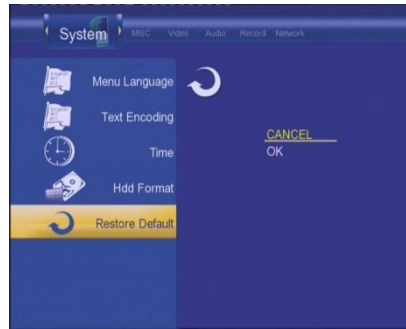 System MISC Video Audio Record Network
Menu Language
Text Encoding
Time
Hdd Format
Restore Default
CANCEL
OK